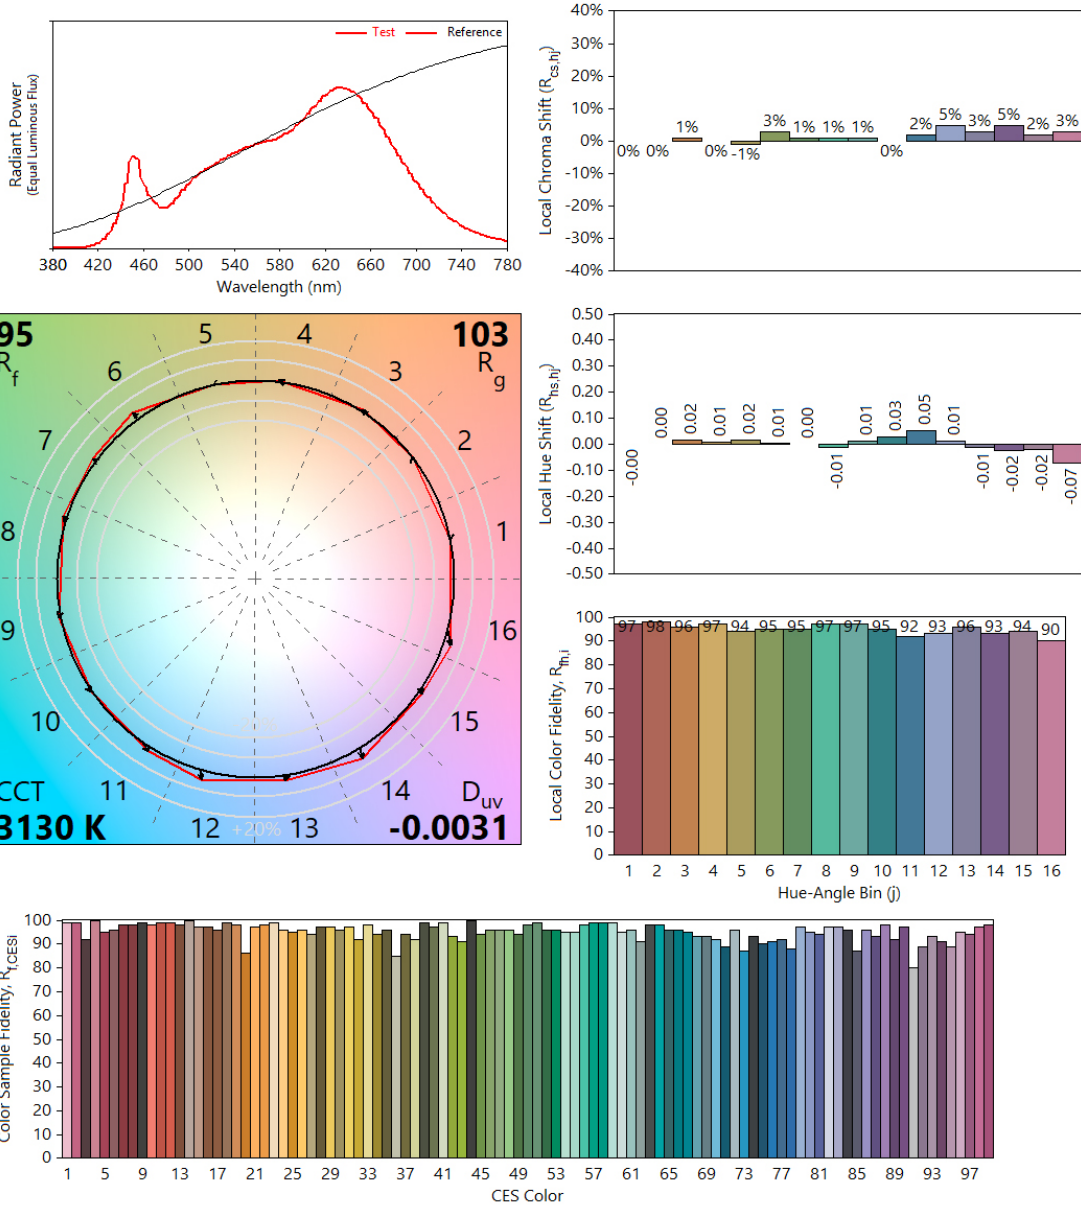 Test Reference
Radiant Power
(Equal Luminous Flux)
380 420 460 500 540 580 620 660 700 740 780
Wavelength (nm)
Local Chroma Shift (Rcs,hj)
40%
30%
20%
10%
0%
-10%
-20%
-30%
-40%
0% 0% 1% 0% -1% 3% 1% 1% 1% 0% 2% 5% 3% 5% 2% 3%
95
Rf
103
Rg
CCT
3130 K
Duv
-0.0031
1
2
3
4
5
6
7
8
9
10
11
12
13
14
15
16
+20%
Local Hue Shift (Rhs,hj)
0.50
0.40
0.30
0.20
0.10
0.00
-0.10
-0.20
-0.30
-0.40
-0.50
-0.00 0.00 0.02 0.01 0.02 0.01 0.00 -0.01 0.01 0.03 0.05 0.01 -0.01 -0.02 -0.02 -0.07
Local Color Fidelity, Rfh,i
100
90
80
70
60
50
40
30
20
10
0
97 98 96 97 94 95 95 97 97 95 92 93 96 93 94 90
1 2 3 4 5 6 7 8 9 10 11 12 13 14 15 16
Hue-Angle Bin (j)
Color Sample Fidelity, Rf,CESi
100
90
80
70
60
50
40
30
20
10
0
1 5 9 13 17 21 25 29 33 37 41 45 49 53 57 61 65 69 73 77 81 85 89 93 97
CES Color